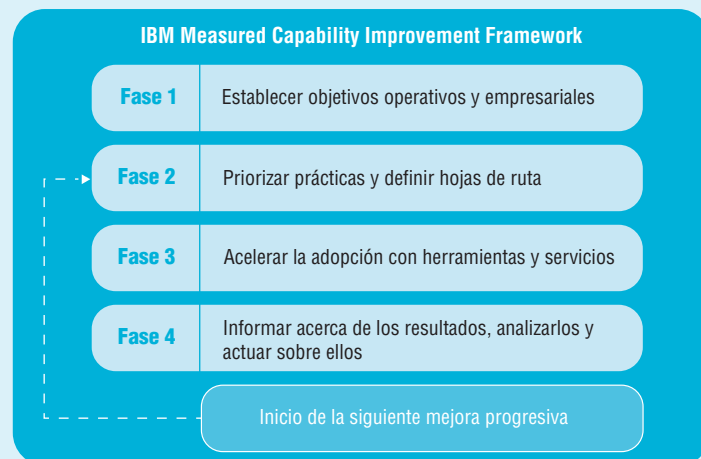 IBM Measured Capability Improvement Framework
Fase 1
Establecer objetivos operativos y empresariales
Fase 2
Priorizar prácticas y definir hojas de ruta
Fase 3
Acelerar la adopción con herramientas y servicios
Fase 4
Informar acerca de los resultados, analizarlos y
actuar sobre ellos
Inicio de la siguiente mejora progresiva